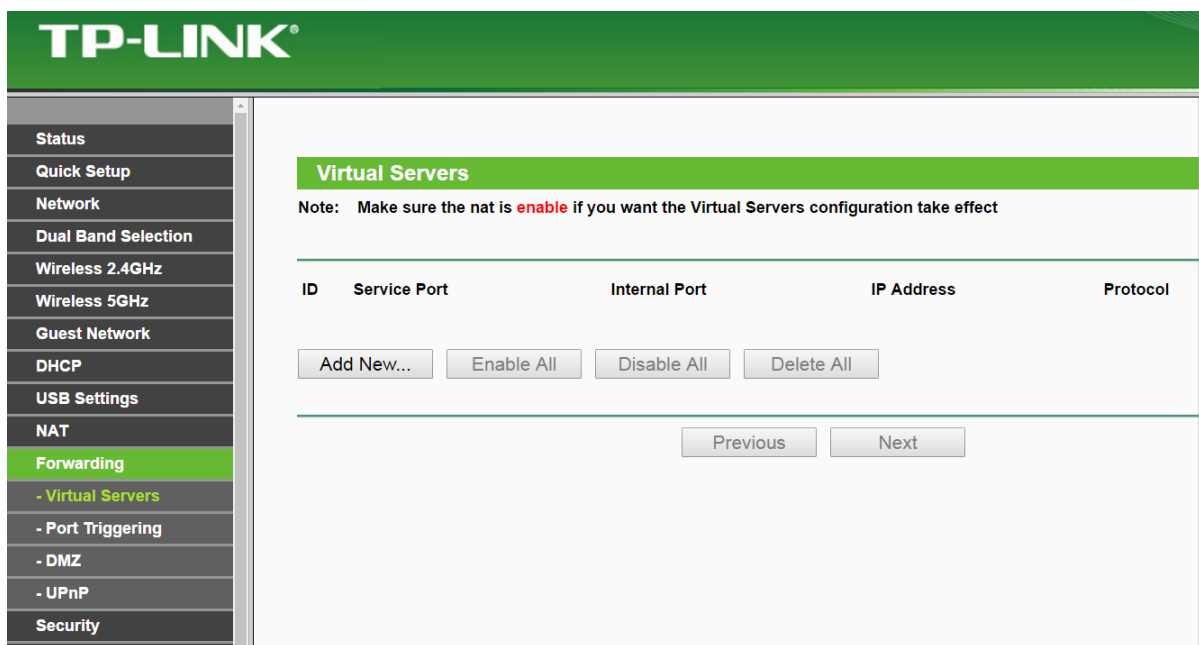 TP-LINK®
Status
Quick Setup
Network
Dual Band Selection
Wireless 2.4GHz
Wireless 5GHz
Guest Network
DHCP
USB Settings
NAT
Forwarding
- Virtual Servers
- Port Triggering
- DMZ
- UPnP
Security
Virtual Servers
Note: Make sure the nat is enable if you want the Virtual Servers configuration take effect
ID Service Port Internal Port IP Address Protocol
Add New... Enable All Disable All Delete All
Previous Next